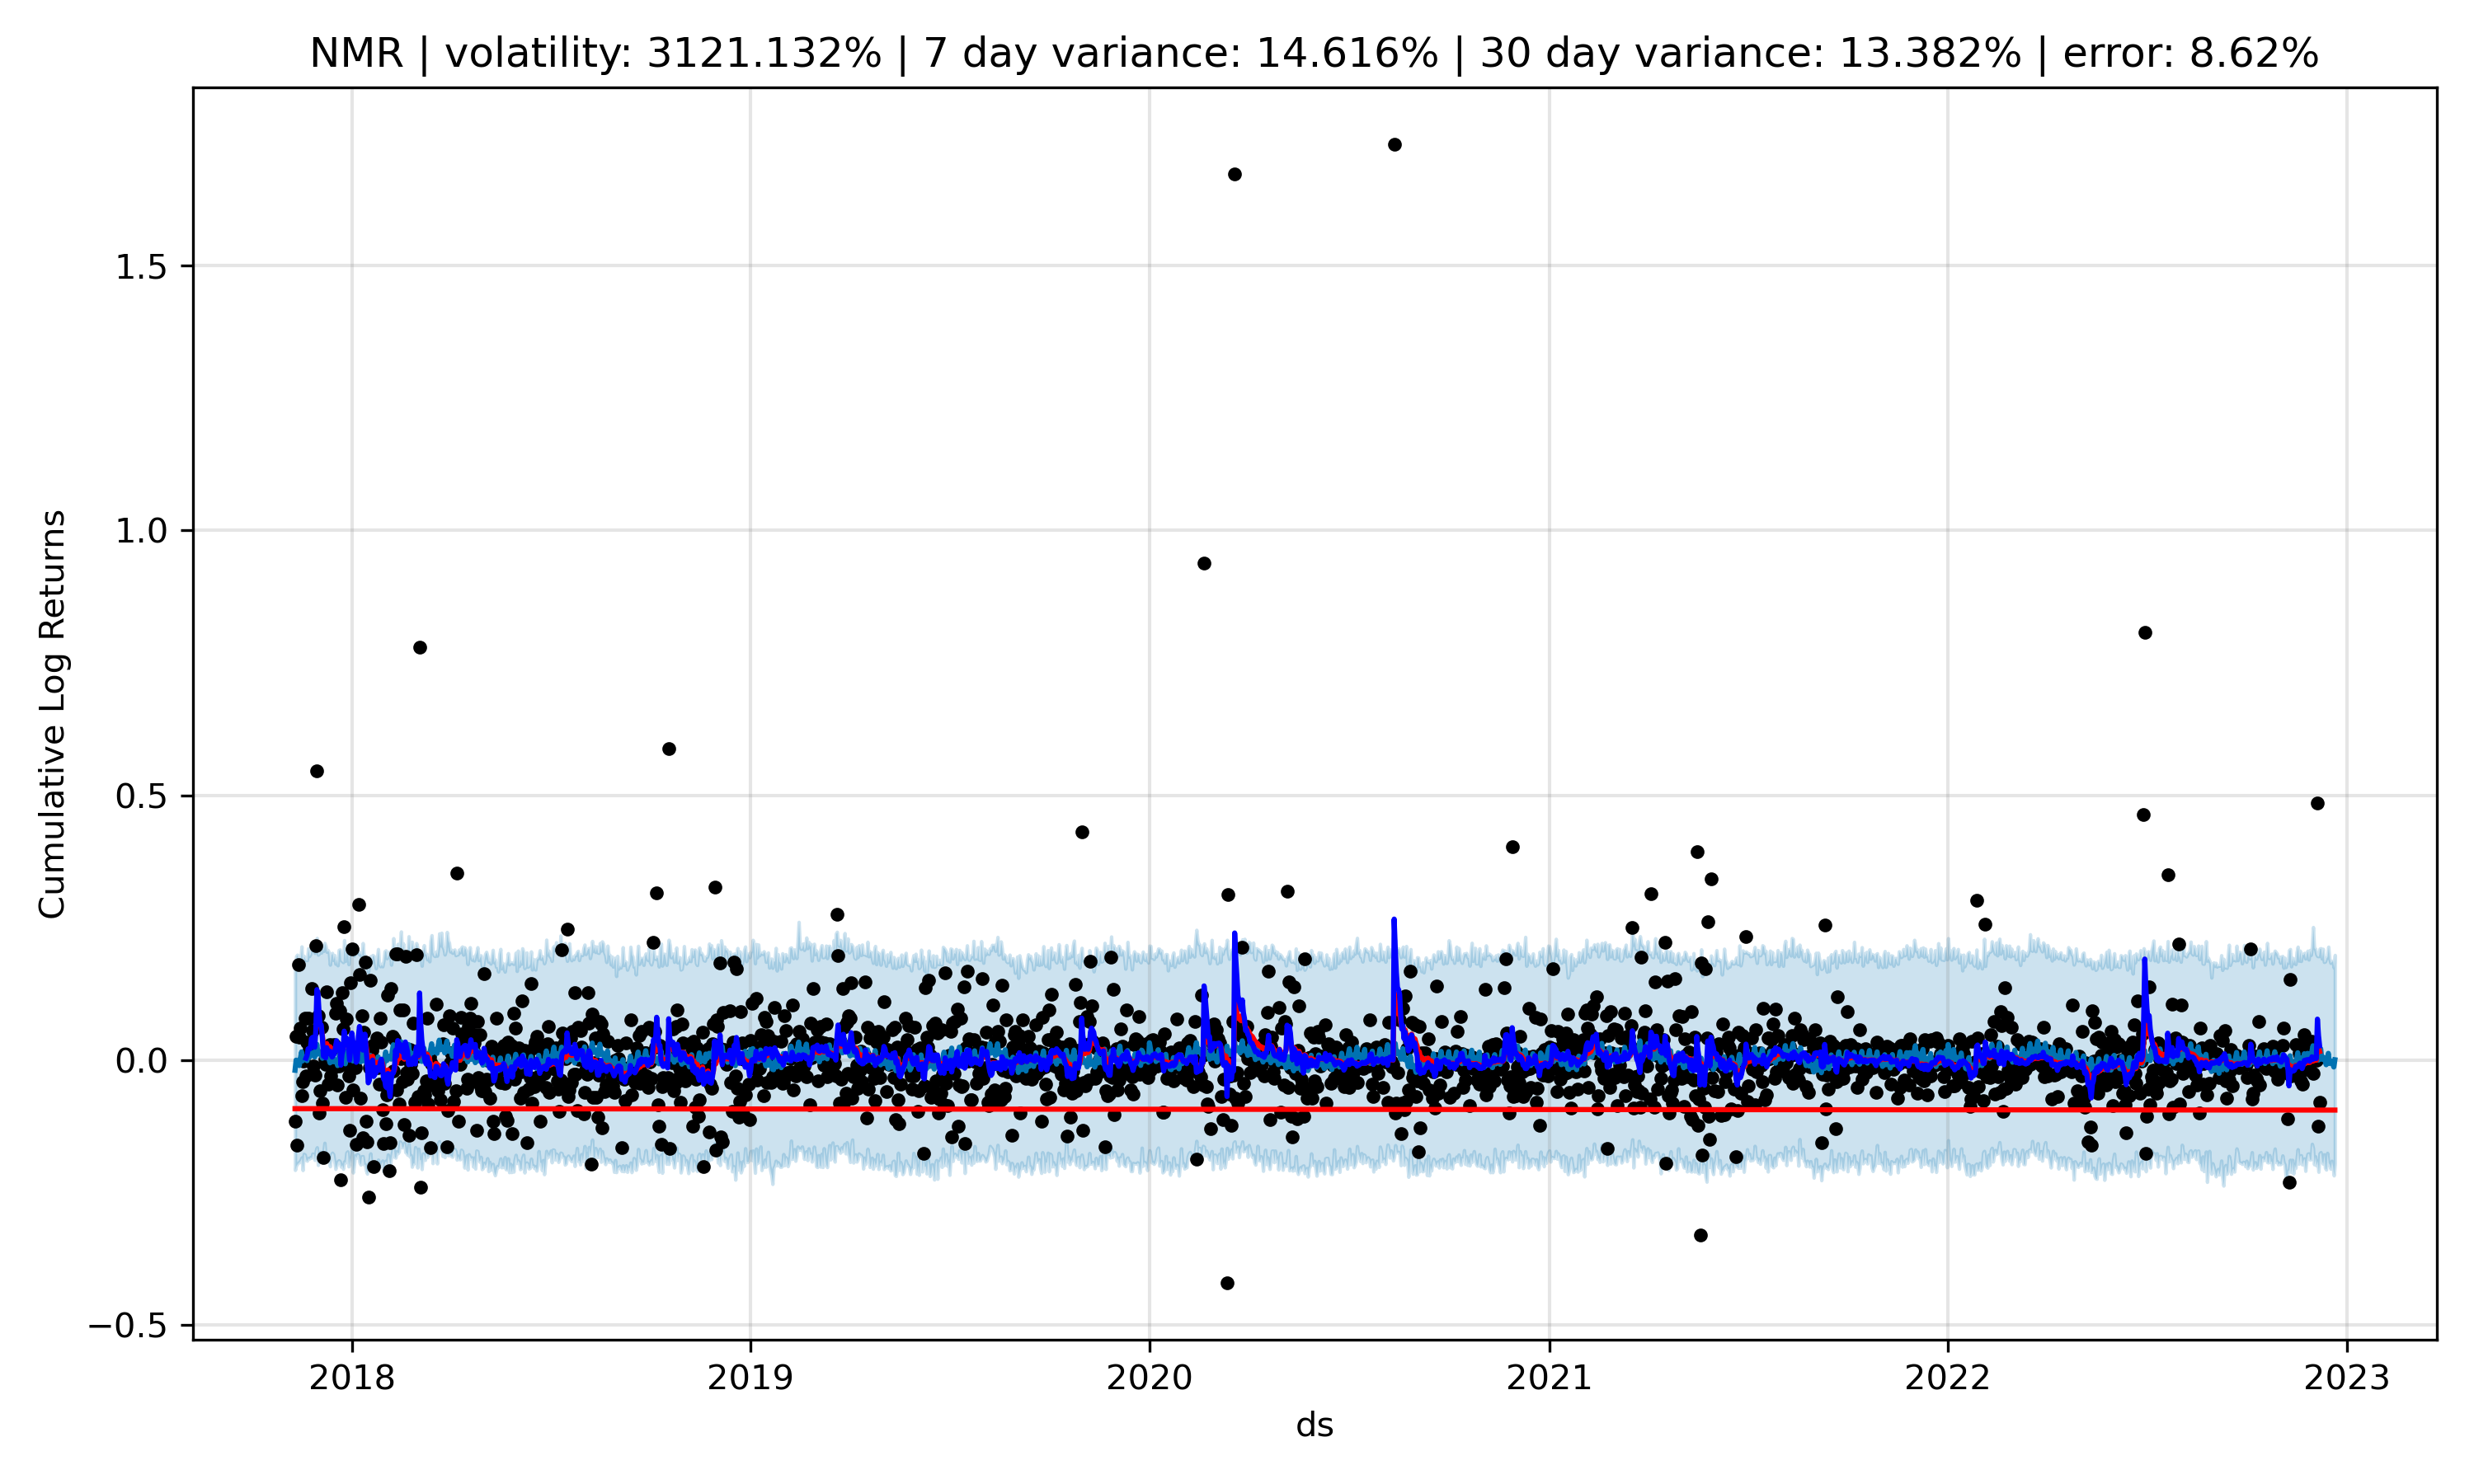 NMR | volatility: 3121.132% | 7 day variance: 14.616% | 30 day variance: 13.382% | error: 8.62%
Cumulative Log Returns
1.5
1.0
0.5
0.0
−0.5
2018 2019 2020 2021 2022 2023
ds